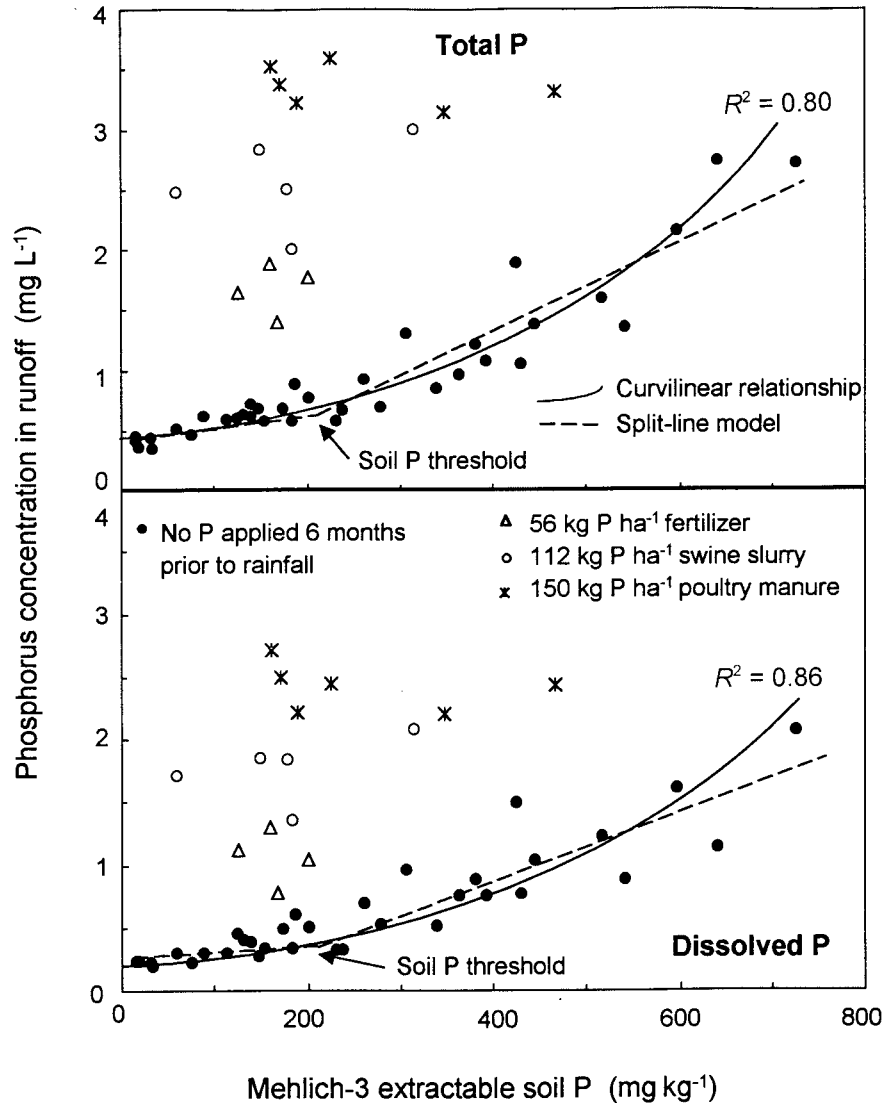 Total P
R² = 0.80
4
3
2
1
0
Curvilinear relationship
Split-line model
Soil P threshold
Phosphorus concentration in runoff (mg L⁻¹)
No P applied 6 months
prior to rainfall
56 kg P ha⁻¹ fertilizer
112 kg P ha⁻¹ swine slurry
150 kg P ha⁻¹ poultry manure
4
3
2
1
0
R² = 0.86
Soil P threshold
Dissolved P
0
200
400
600
800
Mehlich-3 extractable soil P (mg kg⁻¹)